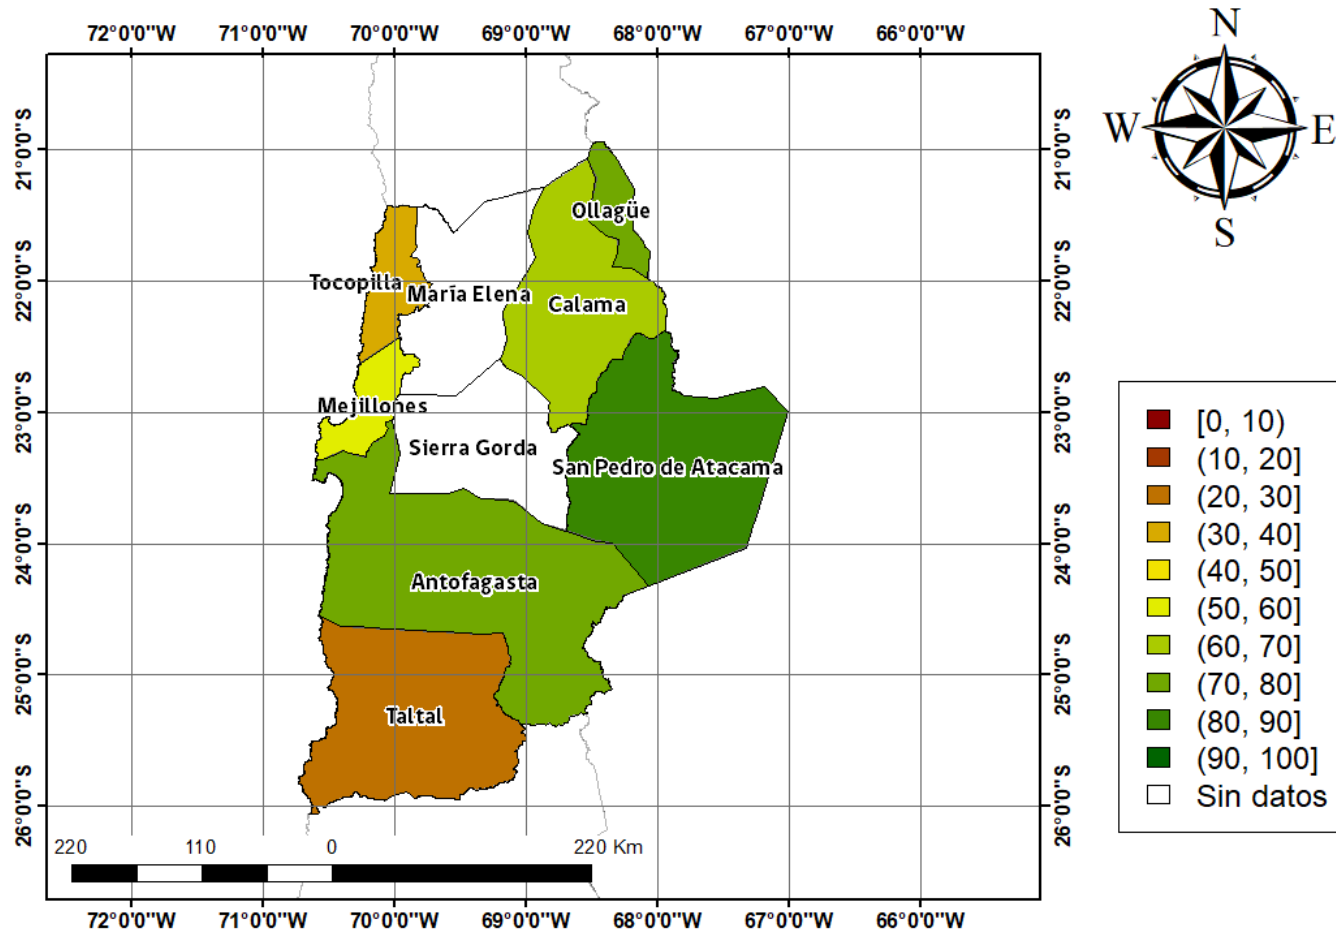 72°0'0"W 71°0'0"W 70°0'0"W 69°0'0"W 68°0'0"W 67°0'0"W 66°0'0"W
N
W E
S
21°0'0"S 21°0'0"S
Ollagüe
Tocopilla
22°0'0"S 22°0'0"S
María Elena
Calama
Mejillones
23°0'0"S 23°0'0"S
Sierra Gorda
San Pedro de Atacama
24°0'0"S 24°0'0"S
Antofagasta
25°0'0"S 25°0'0"S
Taltal
26°0'0"S 26°0'0"S
220 110 0 220 Km
72°0'0"W 71°0'0"W 70°0'0"W 69°0'0"W 68°0'0"W 67°0'0"W 66°0'0"W
[0, 10)
(10, 20]
(20, 30]
(30, 40]
(40, 50]
(50, 60]
(60, 70]
(70, 80]
(80, 90]
(90, 100]
Sin datos